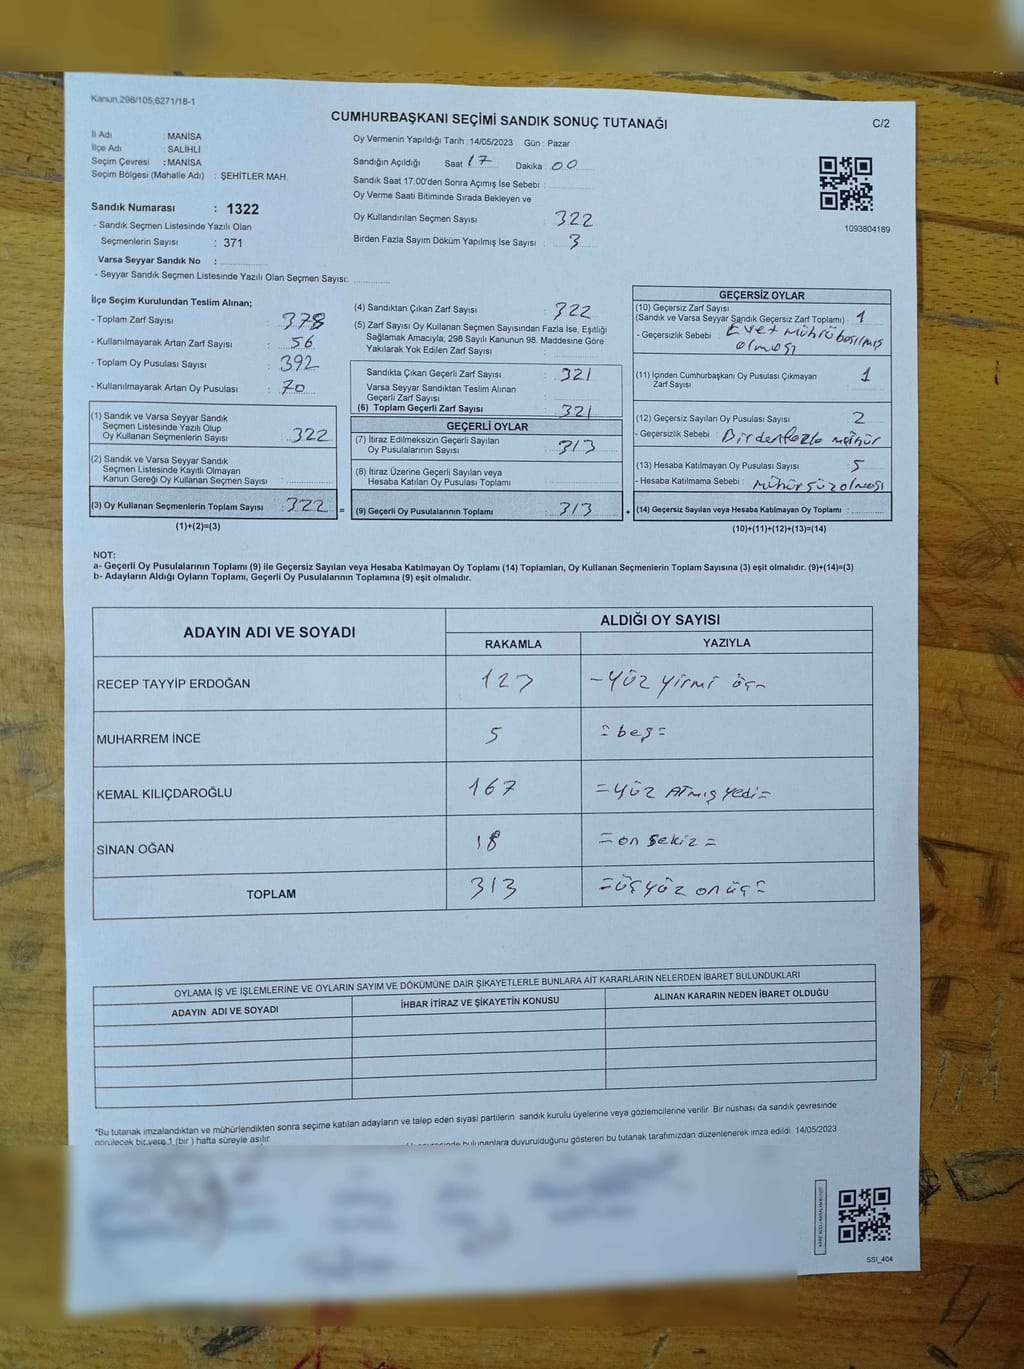 Kanun,298/105;6271/18-1
CUMHURBAŞKANI SEÇİMİ SANDIK SONUÇ TUTANAĞI
C/2
İl Adı : MANİSA
İlçe Adı : SALİHLİ
Seçim Çevresi : MANİSA
Seçim Bölgesi (Mahalle Adı) : ŞEHİTLER MAH.
Sandık Numarası : 1322
- Sandık Seçmen Listesinde Yazılı Olan
Seçmenlerin Sayısı : 371
Varsa Seyyar Sandık No :
- Seyyar Sandık Seçmen Listesinde Yazılı Olan Seçmen Sayısı:
Oy Vermenin Yapıldığı Tarih : 14/05/2023 Gün : Pazar
Sandığın Açıldığı Saat 17 Dakika : 00
Sandık Saat 17:00'den Sonra Açımış İse Sebebi :
Oy Verme Saati Bitiminde Sırada Bekleyen ve
Oy Kullandırılan Seçmen Sayısı 322
Birden Fazla Sayım Döküm Yapılmış İse Sayısı : 3
1093804189
İlçe Seçim Kurulundan Teslim Alınan;
- Toplam Zarf Sayısı : 378
- Kullanılmayarak Artan Zarf Sayısı : 56
- Toplam Oy Pusulası Sayısı : 392
- Kullanılmayarak Artan Oy Pusulası : 70
(1) Sandık ve Varsa Seyyar Sandık
Seçmen Listesinde Yazılı Olup
Oy Kullanan Seçmenlerin Sayısı : 322
(2) Sandık ve Varsa Seyyar Sandık
Seçmen Listesinde Kayıtlı Olmayan
Kanun Gereği Oy Kullanan Seçmen Sayısı :
(3) Oy Kullanan Seçmenlerin Toplam Sayısı : 322 =
(1)+(2)=(3)
(4) Sandıktan Çıkan Zarf Sayısı : 322
(5) Zarf Sayısı Oy Kullanan Seçmen Sayısından Fazla İse, Eşitliği
Sağlamak Amacıyla; 298 Sayılı Kanunun 98. Maddesine Göre
Yakılarak Yok Edilen Zarf Sayısı :
Sandıkta Çıkan Geçerli Zarf Sayısı : 321
Varsa Seyyar Sandıktan Teslim Alınan
Geçerli Zarf Sayısı :
(6) Toplam Geçerli Zarf Sayısı : 321
GEÇERLİ OYLAR
(7) İtiraz Edilmeksizin Geçerli Sayılan
Oy Pusulalarının Sayısı : 313
(8) İtiraz Üzerine Geçerli Sayılan veya
Hesaba Katılan Oy Pusulası Toplamı :
(9) Geçerli Oy Pusulalarının Toplamı : 313 +
GEÇERSİZ OYLAR
(10) Geçersiz Zarf Sayısı
(Sandık ve Varsa Seyyar Sandık Geçersiz Zarf Toplamı) : 1
- Geçersizlik Sebebi : Evet mührü basılmış
olması
(11) İçinden Cumhurbaşkanı Oy Pusulası Çıkmayan
Zarf Sayısı 1
(12) Geçersiz Sayılan Oy Pusulası Sayısı : 2
- Geçersizlik Sebebi : Birden fazla mühür
(13) Hesaba Katılmayan Oy Pusulası Sayısı : 5
- Hesaba Katılmama Sebebi : mühürsüz olması
(14) Geçersiz Sayılan veya Hesaba Katılmayan Oy Toplamı :
(10)+(11)+(12)+(13)=(14)
NOT:
a- Geçerli Oy Pusulalarının Toplamı (9) ile Geçersiz Sayılan veya Hesaba Katılmayan Oy Toplamı (14) Toplamları, Oy Kullanan Seçmenlerin Toplam Sayısına (3) eşit olmalıdır. (9)+(14)=(3)
b- Adayların Aldığı Oyların Toplamı, Geçerli Oy Pusulalarının Toplamına (9) eşit olmalıdır.
ADAYIN ADI VE SOYADI
ALDIĞI OY SAYISI
RAKAMLA YAZIYLA
RECEP TAYYİP ERDOĞAN 123 - yüz yirmi üç -
MUHARREM İNCE 5 = beş =
KEMAL KILIÇDAROĞLU 167 = yüz Atmış yedi =
SİNAN OĞAN 18 = on sekiz =
TOPLAM 313 = üç yüz on üç =
OYLAMA İŞ VE İŞLEMLERİNE VE OYLARIN SAYIM VE DÖKÜMÜNE DAİR ŞİKAYETLERLE BUNLARA AİT KARARLARIN NELERDEN İBARET BULUNDUKLARI
ADAYIN ADI VE SOYADI İHBAR İTİRAZ VE ŞİKAYETİN KONUSU ALINAN KARARIN NEDEN İBARET OLDUĞU
*Bu tutanak imzalandıktan ve mühürlendikten sonra seçime katılan adayların ve talep eden siyasi partilerin sandık kurulu üyelerine veya gözlemcilerine verilir. Bir nüshası da sandık çevresinde
görülecek bir yere 1 (bir) hafta süreyle asılır.
bulunanlara duyurulduğunu gösteren bu tutanak tarafımızdan düzenlenerek imza edildi. 14/05/2023
SSI_404